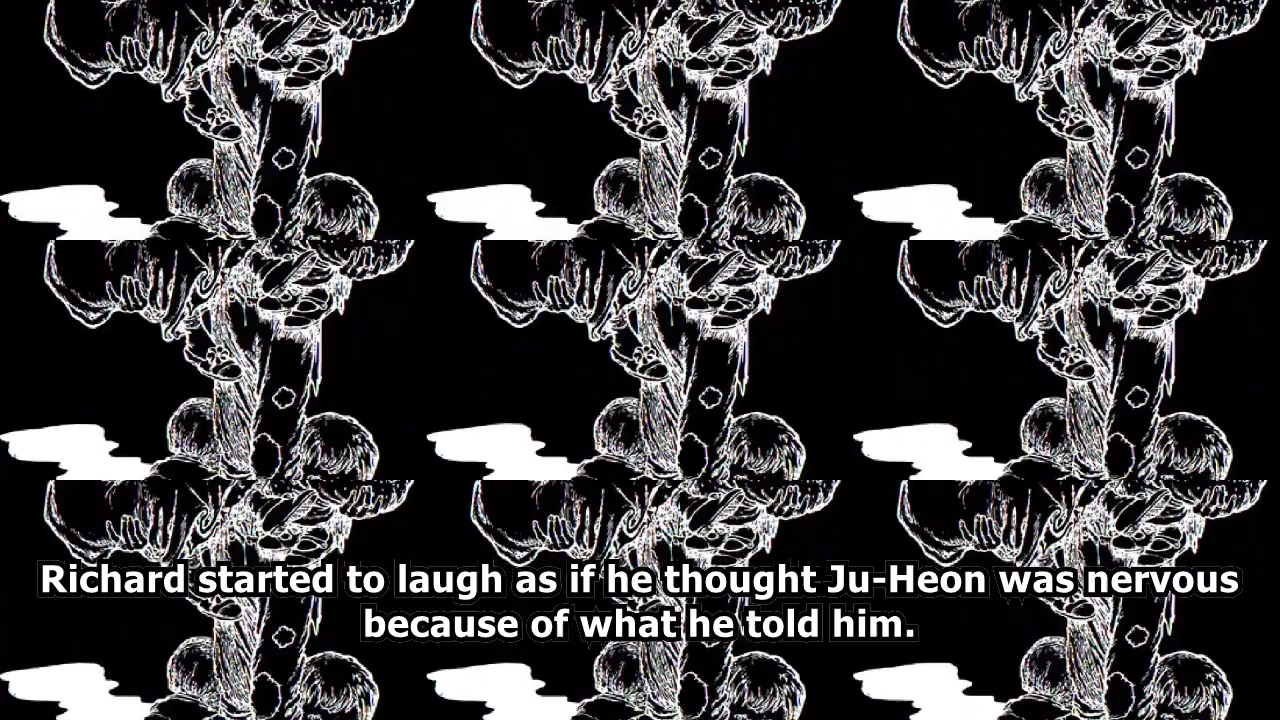 Richard started to laugh as if he thought Ju-Heon was nervous
because of what he told him.